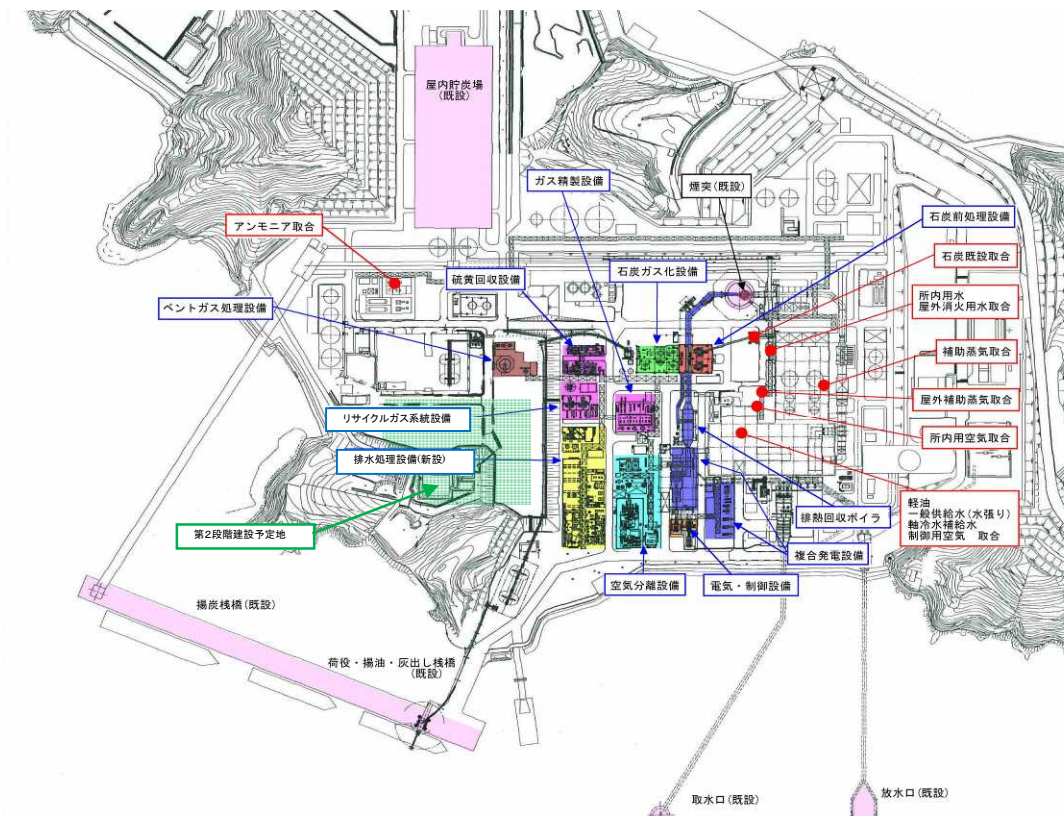 屋内貯炭場
(既設)
ガス精製設備
煙突(既設)
石炭前処理設備
アンモニア取合
石炭既設取合
硫黄回収設備
石炭ガス化設備
ベントガス処理設備
所内用水
屋外消火用水取合
補助蒸気取合
屋外補助蒸気取合
リサイクルガス系統設備
所内用空気取合
排水処理設備(新設)
軽油
一般供給水(水張り)
軸冷水補給水
制御用空気 取合
排熱回収ボイラ
第2段階建設予定地
複合発電設備
空気分離設備
電気・制御設備
揚炭桟橋(既設)
荷役・揚油・灰出し桟橋
(既設)
取水口(既設)
放水口(既設)